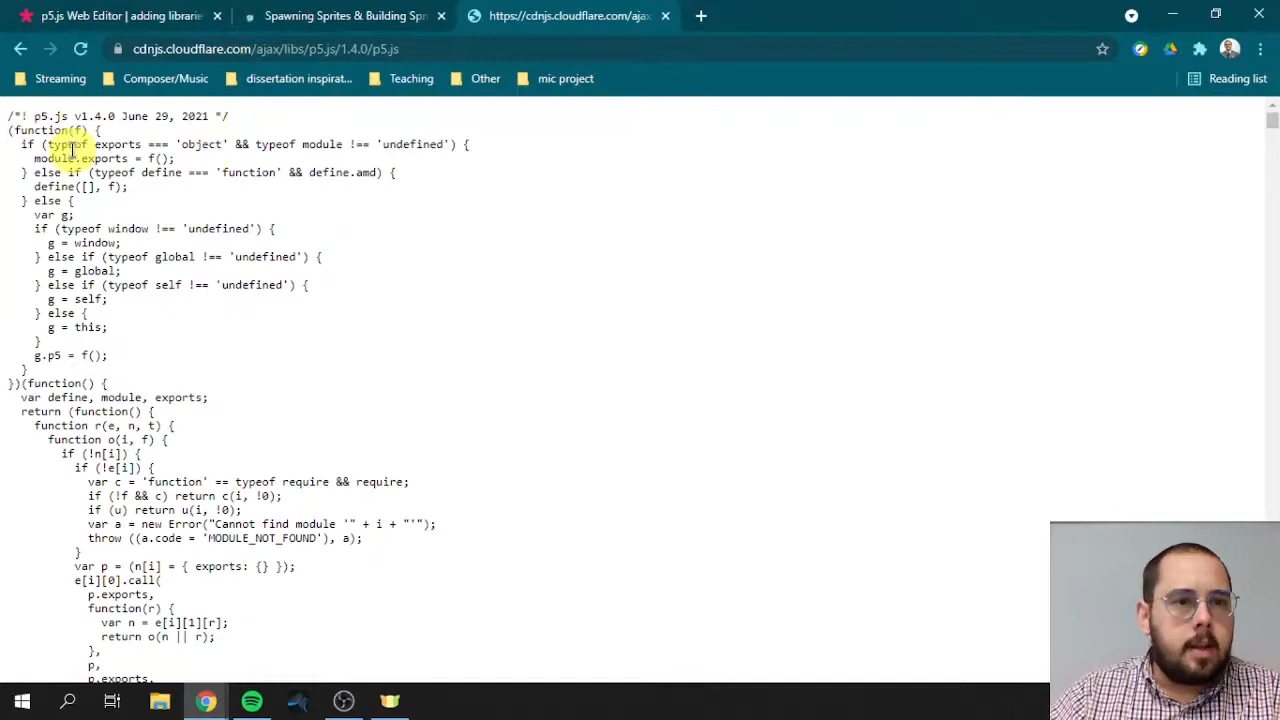 p5.js Web Editor | adding librarie
Spawning Sprites & Building Spr
https://cdnjs.cloudflare.com/ajax
cdnjs.cloudflare.com/ajax/libs/p5.js/1.4.0/p5.js
Streaming
Composer/Music
dissertation inspirat...
Teaching
Other
mic project
Reading list
/*! p5.js v1.4.0 June 29, 2021 */
(function(f) {
if (typeof exports === 'object' && typeof module !== 'undefined') {
module.exports = f();
} else if (typeof define === 'function' && define.amd) {
define([], f);
} else {
var g;
if (typeof window !== 'undefined') {
g = window;
} else if (typeof global !== 'undefined') {
g = global;
} else if (typeof self !== 'undefined') {
g = self;
} else {
g = this;
}
g.p5 = f();
}
})(function() {
var define, module, exports;
return (function() {
function r(e, n, t) {
function o(i, f) {
if (!n[i]) {
if (!e[i]) {
var c = 'function' == typeof require && require;
if (!f && c) return c(i, !0);
if (u) return u(i, !0);
var a = new Error("Cannot find module '" + i + "'");
throw ((a.code = 'MODULE_NOT_FOUND'), a);
}
var p = (n[i] = { exports: {} });
e[i][0].call(
p.exports,
function(r) {
var n = e[i][1][r];
return o(n || r);
},
p,
p.exports,